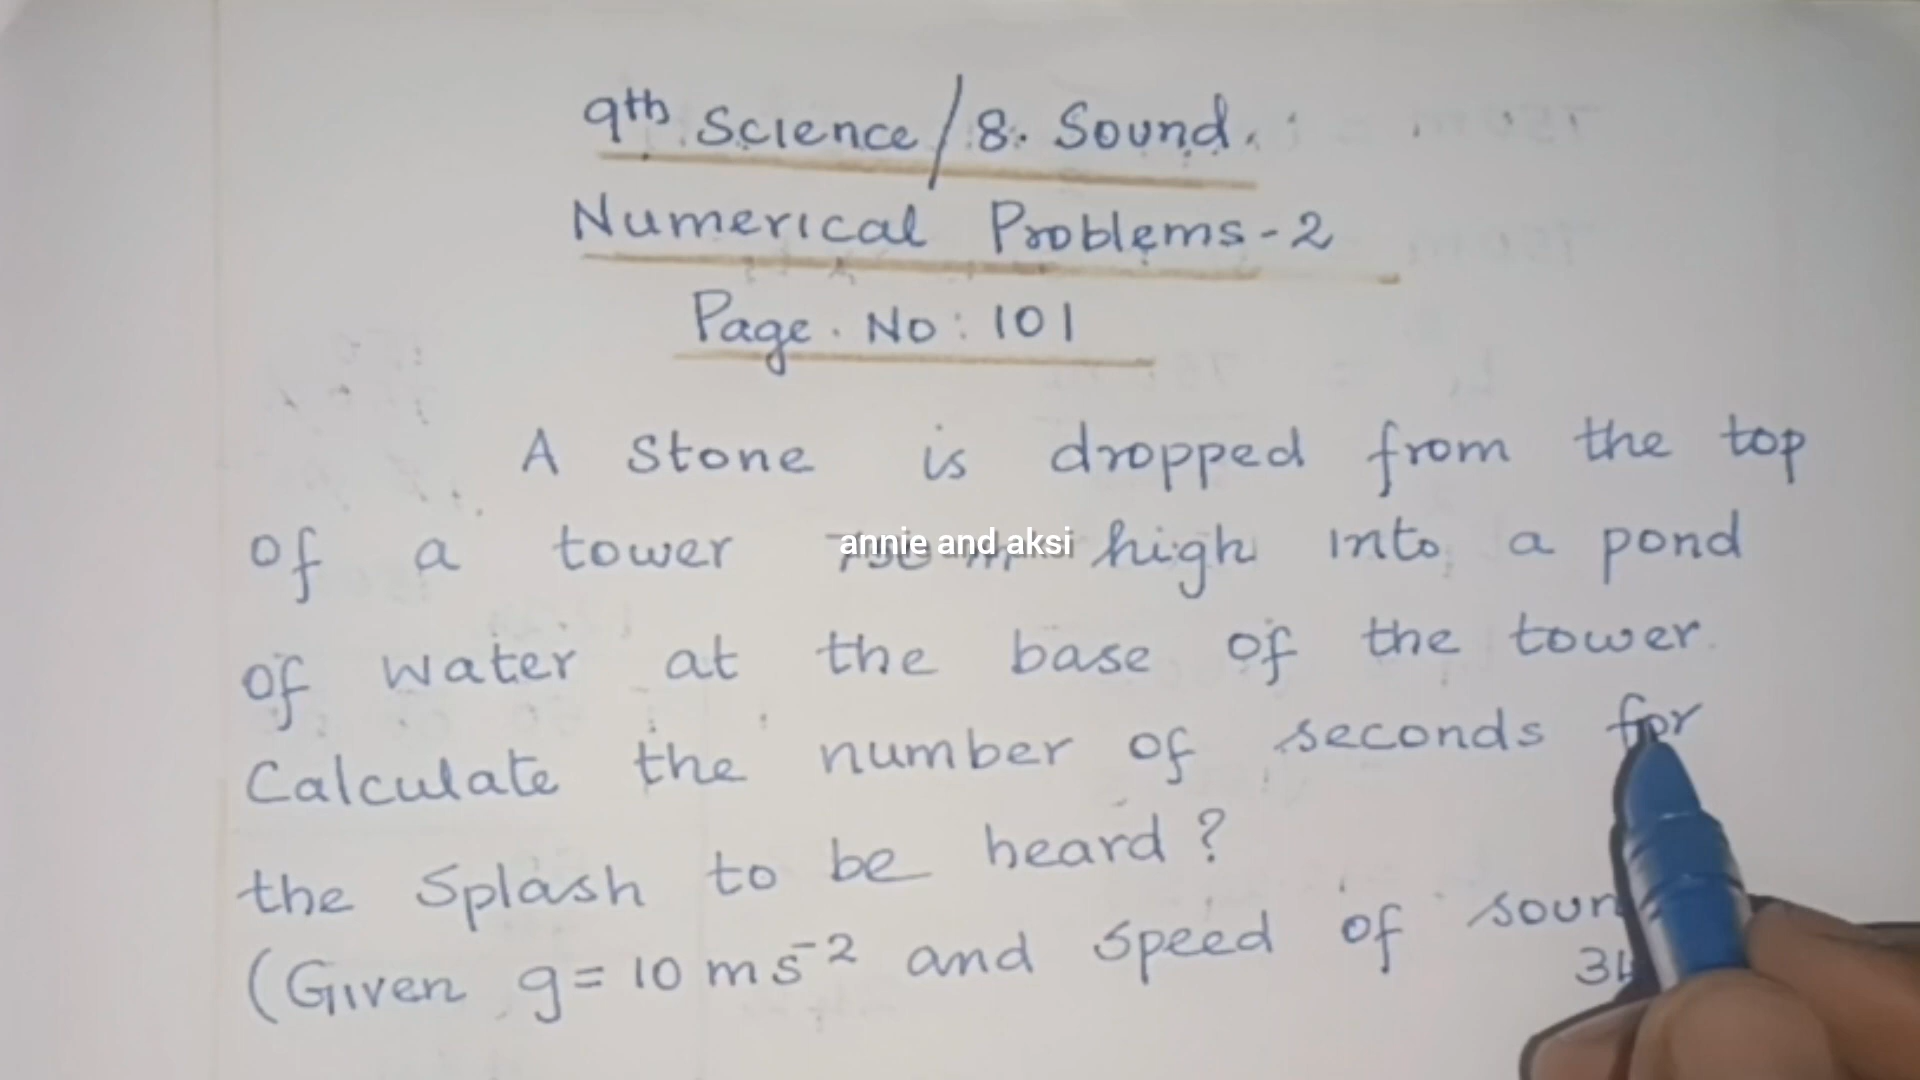 9th Science / 8. Sound.
Numerical Problems-2
Page. No: 101
A stone is dropped from the top
of a tower high into a pond
annie and aksi
of water at the base of the tower.
Calculate the number of seconds for
the splash to be heard?
(Given g = 10 ms⁻² and speed of soun